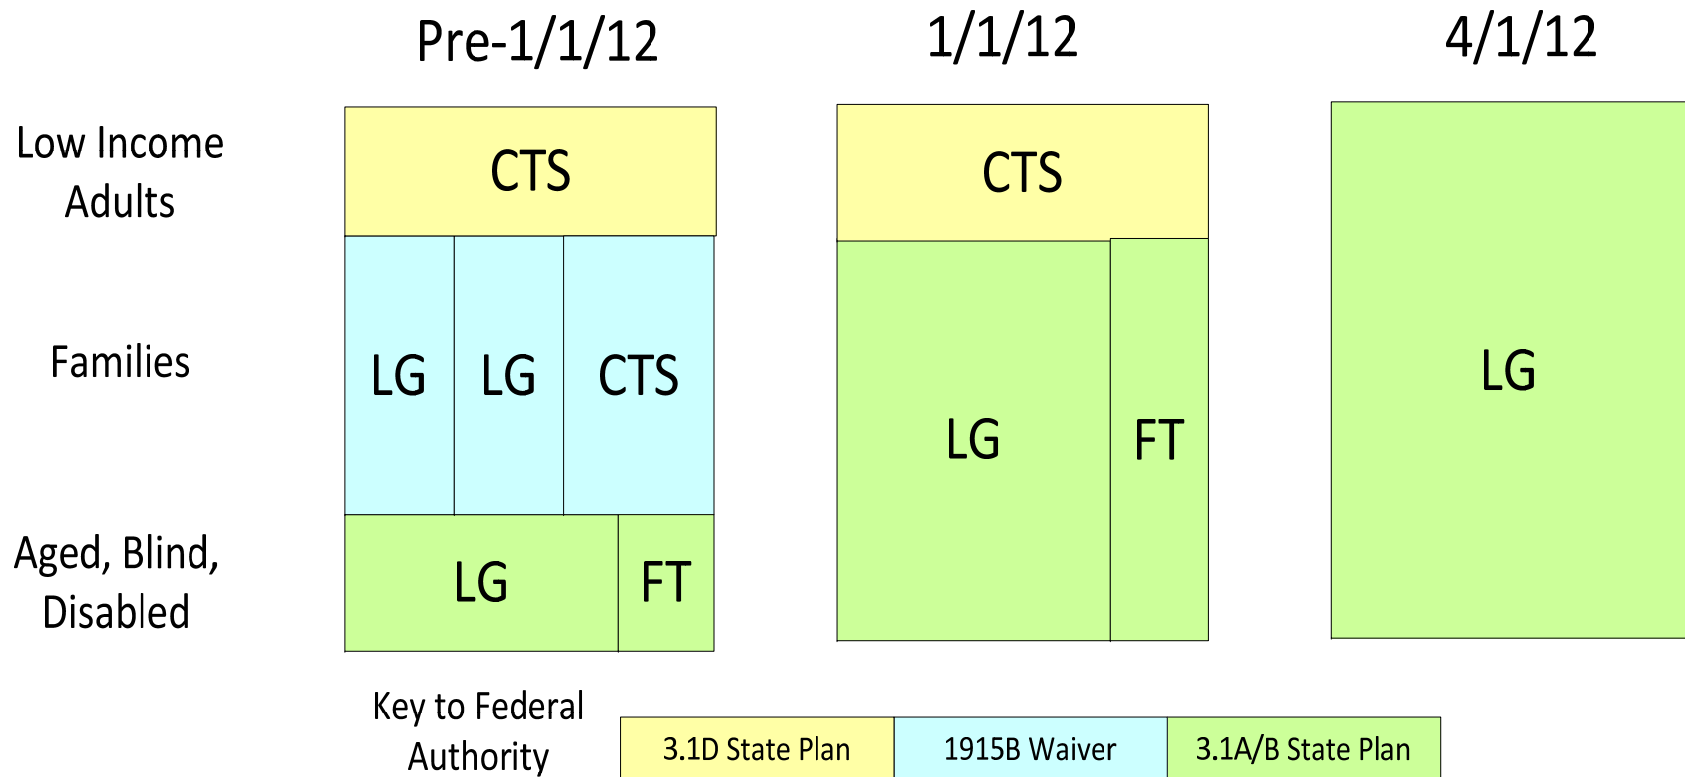 Pre-1/1/12
1/1/12
4/1/12
Low Income
Adults
CTS
CTS
Families
LG
LG
CTS
LG
FT
LG
Aged, Blind,
Disabled
LG
FT
Key to Federal
Authority
3.1D State Plan
1915B Waiver
3.1A/B State Plan